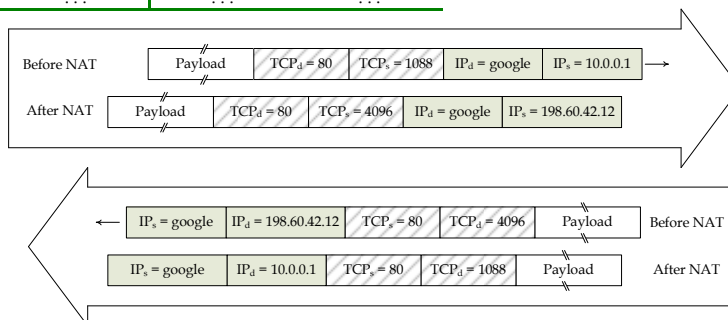 ... ... ...
Before NAT Payload TCPd = 80 TCPs = 1088 IPd = google IPs = 10.0.0.1
After NAT Payload TCPd = 80 TCPs = 4096 IPd = google IPs = 198.60.42.12
IPs = google IPd = 198.60.42.12 TCPs = 80 TCPd = 4096 Payload Before NAT
IPs = google IPd = 10.0.0.1 TCPs = 80 TCPd = 1088 Payload After NAT